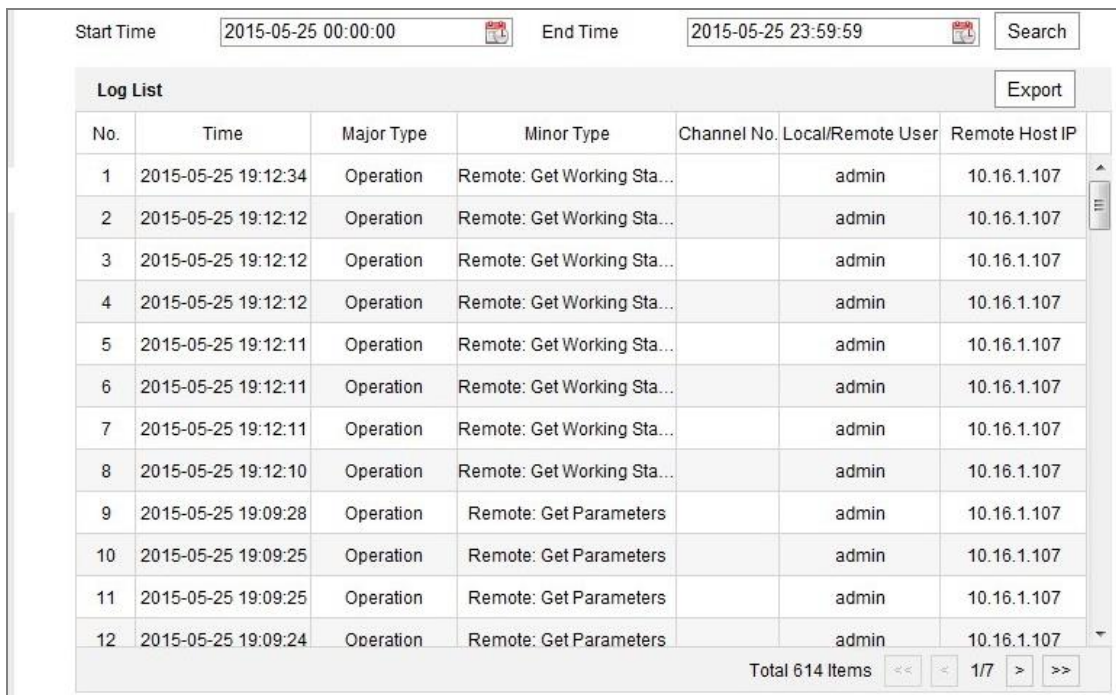 Start Time 2015-05-25 00:00:00 End Time 2015-05-25 23:59:59 Search
Log List Export
No. Time Major Type Minor Type Channel No. Local/Remote User Remote Host IP
1 2015-05-25 19:12:34 Operation Remote: Get Working Sta... admin 10.16.1.107
2 2015-05-25 19:12:12 Operation Remote: Get Working Sta... admin 10.16.1.107
3 2015-05-25 19:12:12 Operation Remote: Get Working Sta... admin 10.16.1.107
4 2015-05-25 19:12:12 Operation Remote: Get Working Sta... admin 10.16.1.107
5 2015-05-25 19:12:11 Operation Remote: Get Working Sta... admin 10.16.1.107
6 2015-05-25 19:12:11 Operation Remote: Get Working Sta... admin 10.16.1.107
7 2015-05-25 19:12:11 Operation Remote: Get Working Sta... admin 10.16.1.107
8 2015-05-25 19:12:10 Operation Remote: Get Working Sta... admin 10.16.1.107
9 2015-05-25 19:09:28 Operation Remote: Get Parameters admin 10.16.1.107
10 2015-05-25 19:09:25 Operation Remote: Get Parameters admin 10.16.1.107
11 2015-05-25 19:09:25 Operation Remote: Get Parameters admin 10.16.1.107
12 2015-05-25 19:09:24 Operation Remote: Get Parameters admin 10.16.1.107
Total 614 Items << < 1/7 > >>